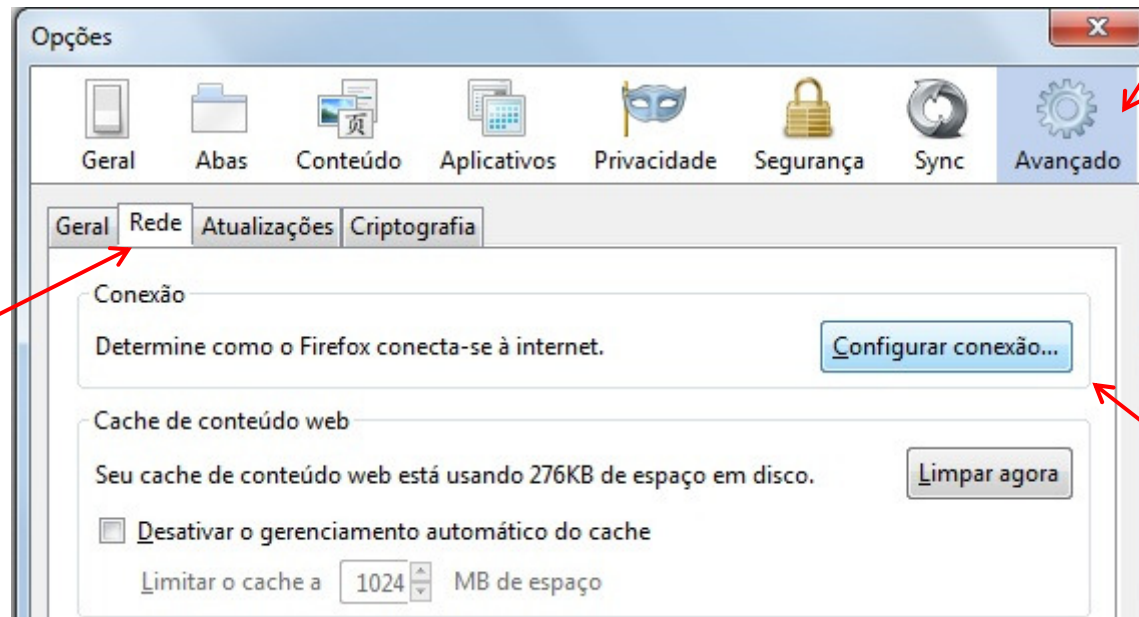 Opções
Geral Abas Conteúdo Aplicativos Privacidade Segurança Sync Avançado
Geral Rede Atualizações Criptografia
Conexão
Determine como o Firefox conecta-se à internet. Configurar conexão...
Cache de conteúdo web
Seu cache de conteúdo web está usando 276KB de espaço em disco. Limpar agora
Desativar o gerenciamento automático do cache
Limitar o cache a 1024 MB de espaço